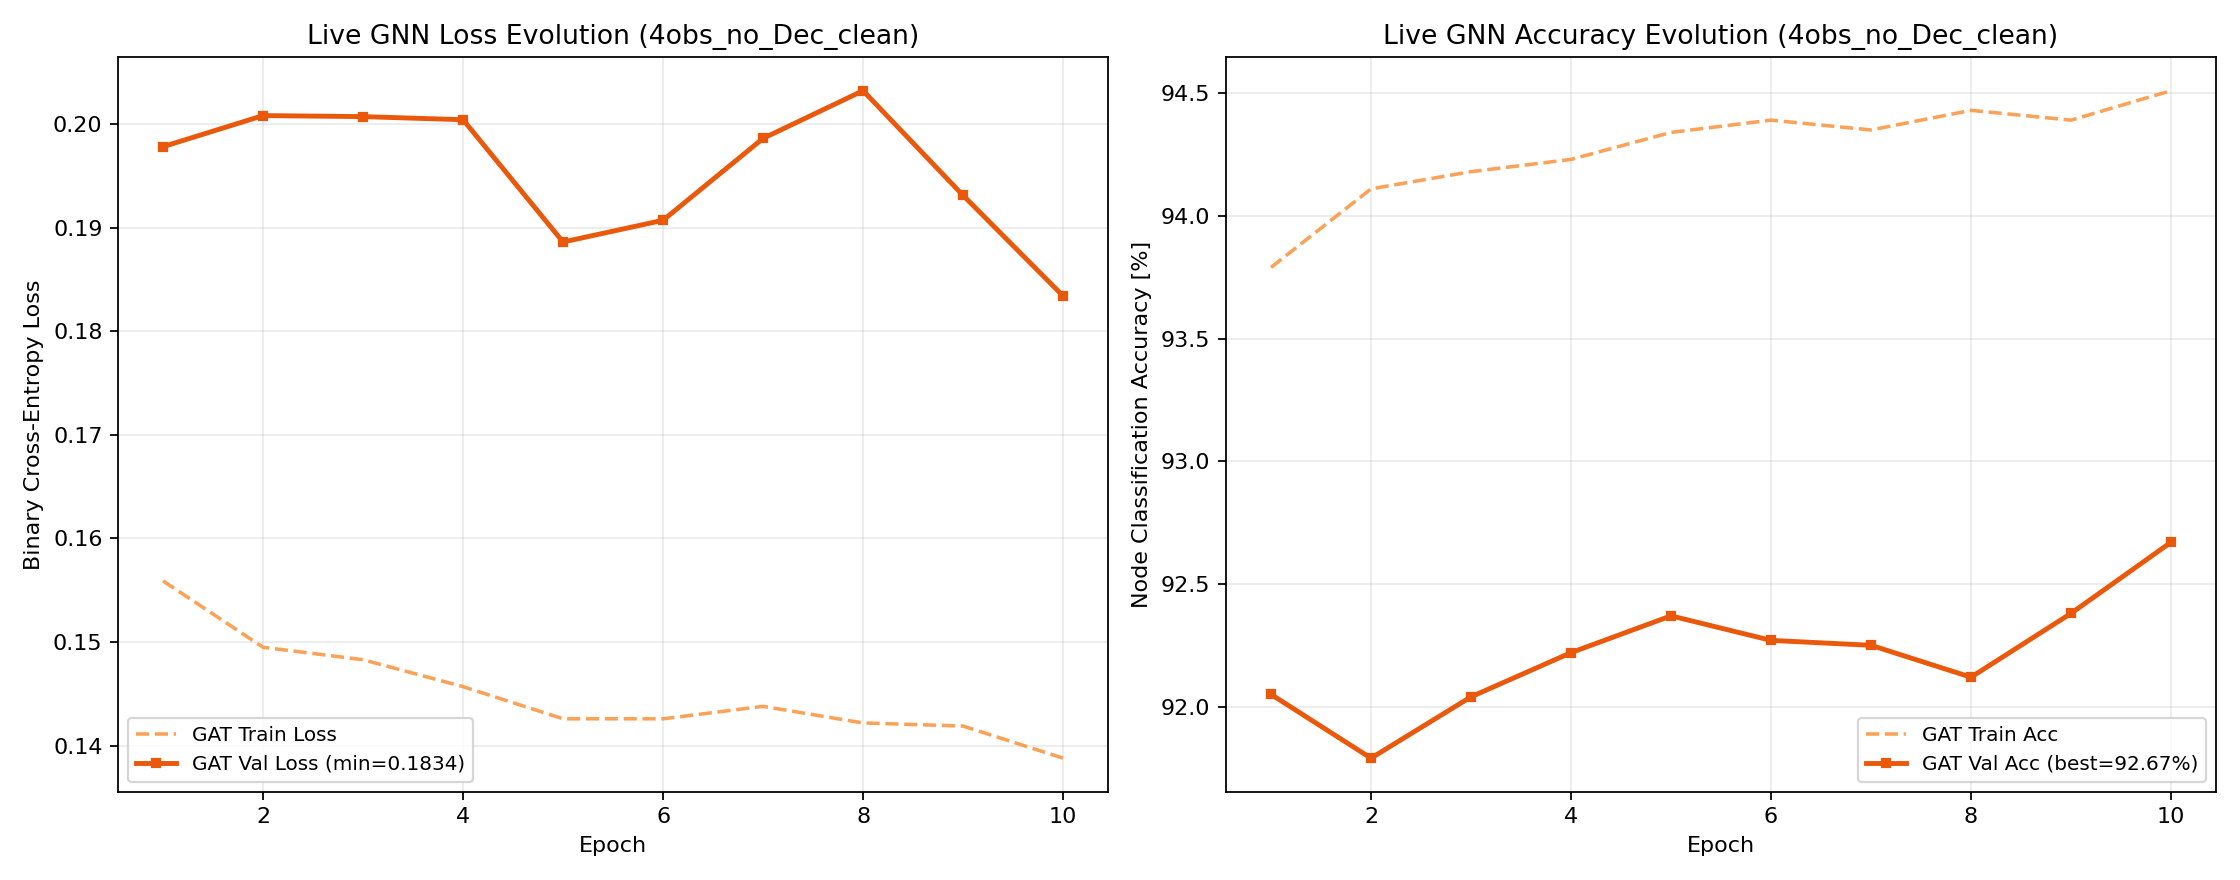 Live GNN Loss Evolution (4obs_no_Dec_clean)
Binary Cross-Entropy Loss
0.20
0.19
0.18
0.17
0.16
0.15
0.14
GAT Train Loss
GAT Val Loss (min=0.1834)
2
4
6
8
10
Epoch
Live GNN Accuracy Evolution (4obs_no_Dec_clean)
Node Classification Accuracy [%]
94.5
94.0
93.5
93.0
92.5
92.0
GAT Train Acc
GAT Val Acc (best=92.67%)
2
4
6
8
10
Epoch